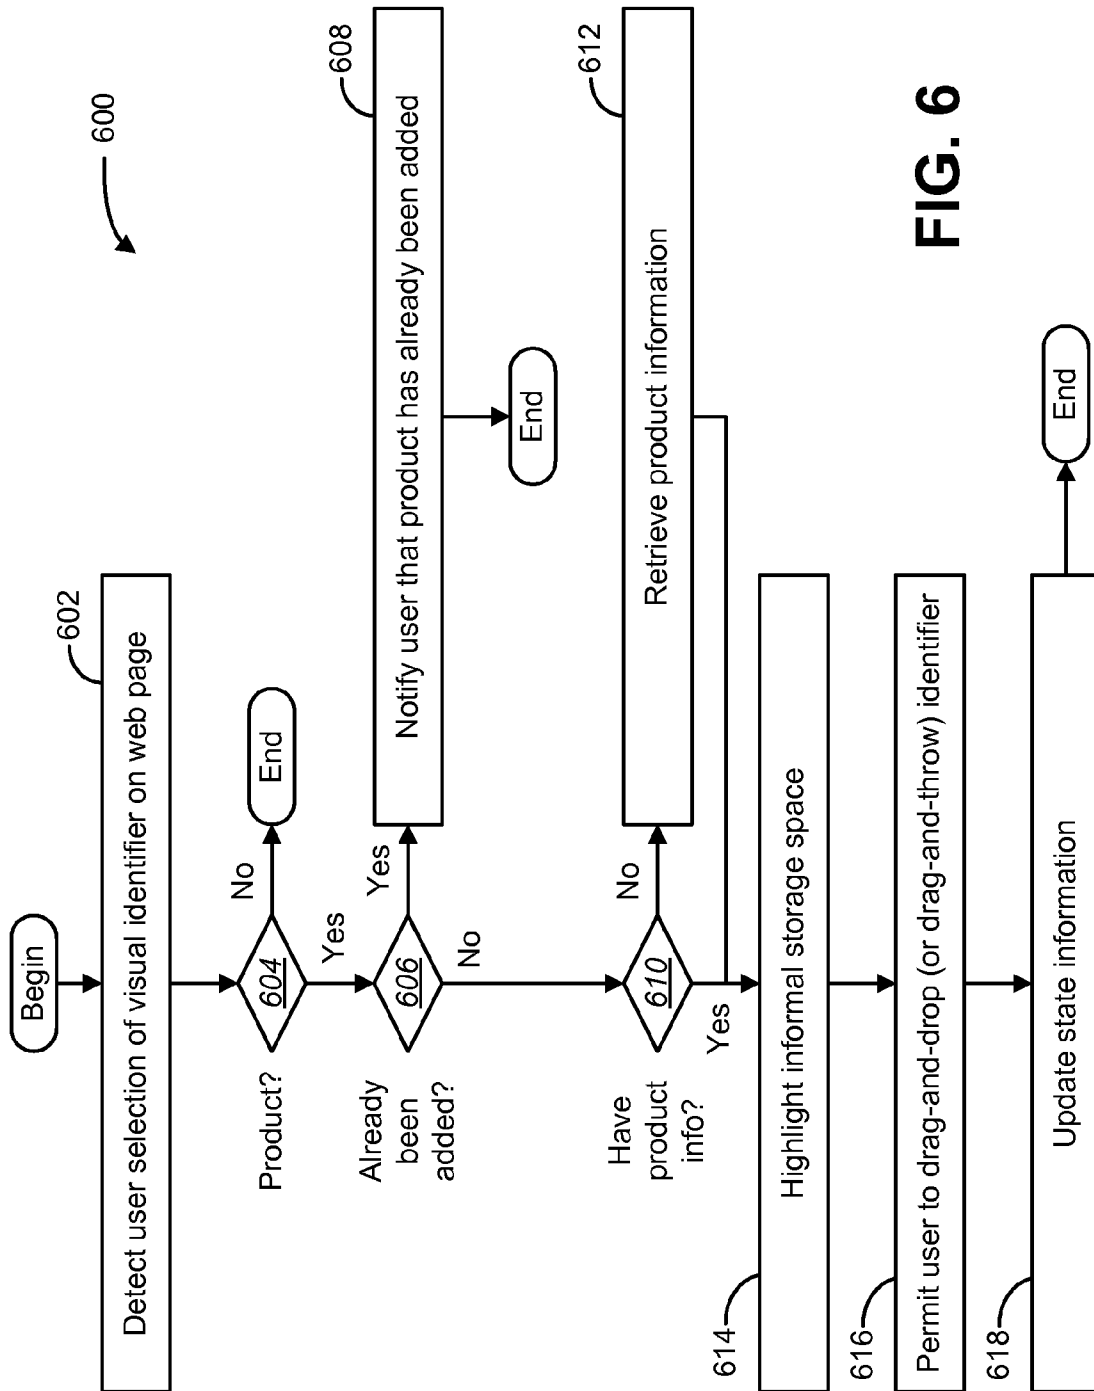 600
Begin
602
Detect user selection of visual identifier on web page
Product?
604
No
End
Yes
Already
been
added?
606
Yes
608
Notify user that product has already been added
End
No
Have
product
info?
610
No
612
Retrieve product information
Yes
614
Highlight informal storage space
616
Permit user to drag-and-drop (or drag-and-throw) identifier
618
Update state information
End
FIG. 6